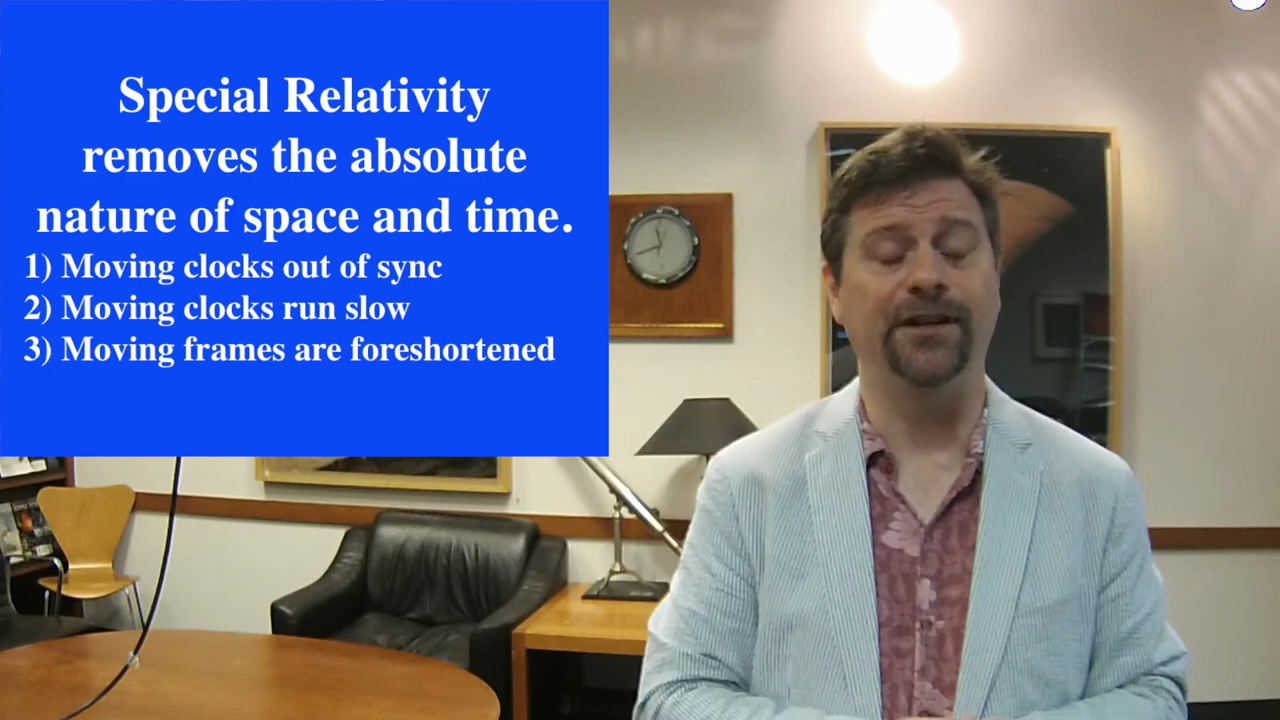 Special Relativity
removes the absolute
nature of space and time.
1) Moving clocks out of sync
2) Moving clocks run slow
3) Moving frames are foreshortened